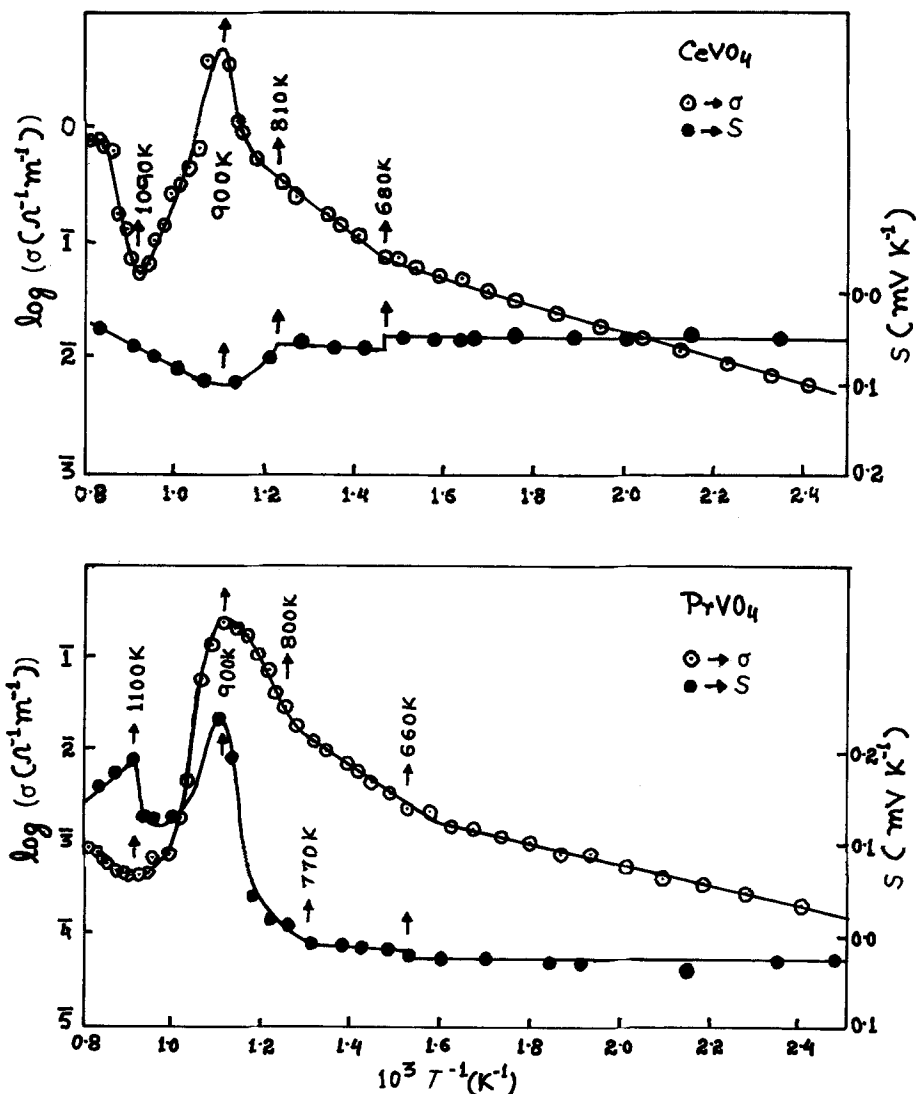 CeVO₄
⊙ → σ
● → S
log (σ(Ω⁻¹m⁻¹))
0
1̄
2̄
3̄
1090K
900K
810K
680K
S (mV K⁻¹)
0.0
0.1
0.2
0.8 1.0 1.2 1.4 1.6 1.8 2.0 2.2 2.4
PrVO₄
⊙ → σ
● → S
log (σ(Ω⁻¹m⁻¹))
1̄
2̄
3̄
4̄
5̄
1100K
900K
800K
770K
660K
S (mV K⁻¹)
0.2
0.1
0.0
0.1
0.8 1.0 1.2 1.4 1.6 1.8 2.0 2.2 2.4
10³ T⁻¹(K⁻¹)